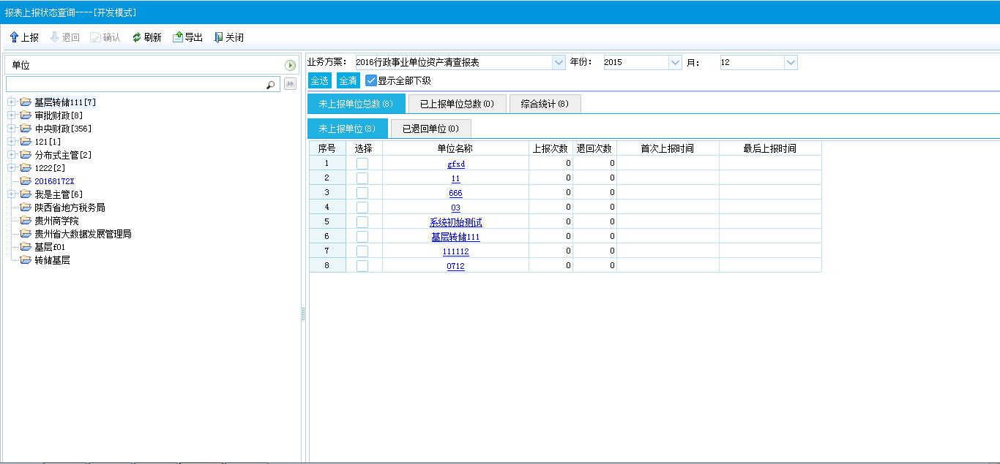 报表上报状态查询----[开发模式]
上报 退回 确认 刷新 导出 关闭
单位
基层转储111[7]
审批财政[8]
中央财政[356]
121[1]
分布式主管[2]
1222[2]
20168172X
我是主管[6]
陕西省地方税务局
贵州商学院
贵州省大数据发展管理局
基层f01
转储基层
业务方案: 2016行政事业单位资产清查报表 年份: 2015 月: 12
全选 全清 显示全部下级
未上报单位总数(8) 已上报单位总数(0) 综合统计(8)
未上报单位(8) 已退回单位(0)
序号 选择 单位名称 上报次数 退回次数 首次上报时间 最后上报时间
1 gfsd 0 0
2 11 0 0
3 666 0 0
4 03 0 0
5 系统初始测试 0 0
6 基层转储111 0 0
7 111112 0 0
8 0712 0 0